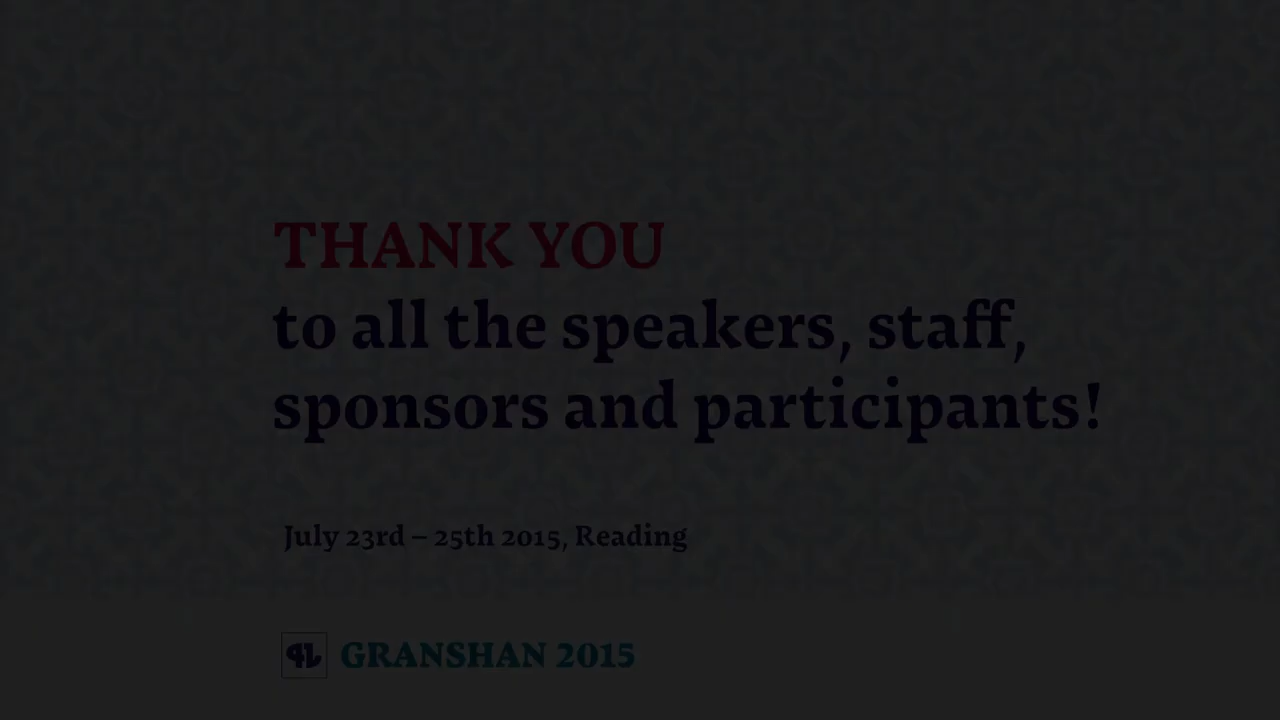 THANK YOU
to all the speakers, staff,
sponsors and participants!
July 23rd – 25th 2015, Reading
GRANSHAN 2015